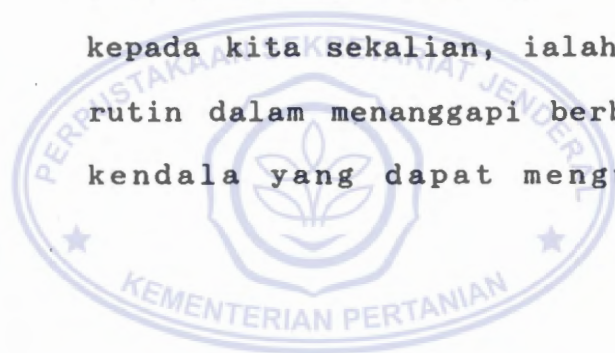 kepada kita sekalian, ialah
rutin dalam menanggapi berb
kendala yang dapat meng
PERPUSTAKAAN SEKRETARIAT JENDERAL
KEMENTERIAN PERTANIAN